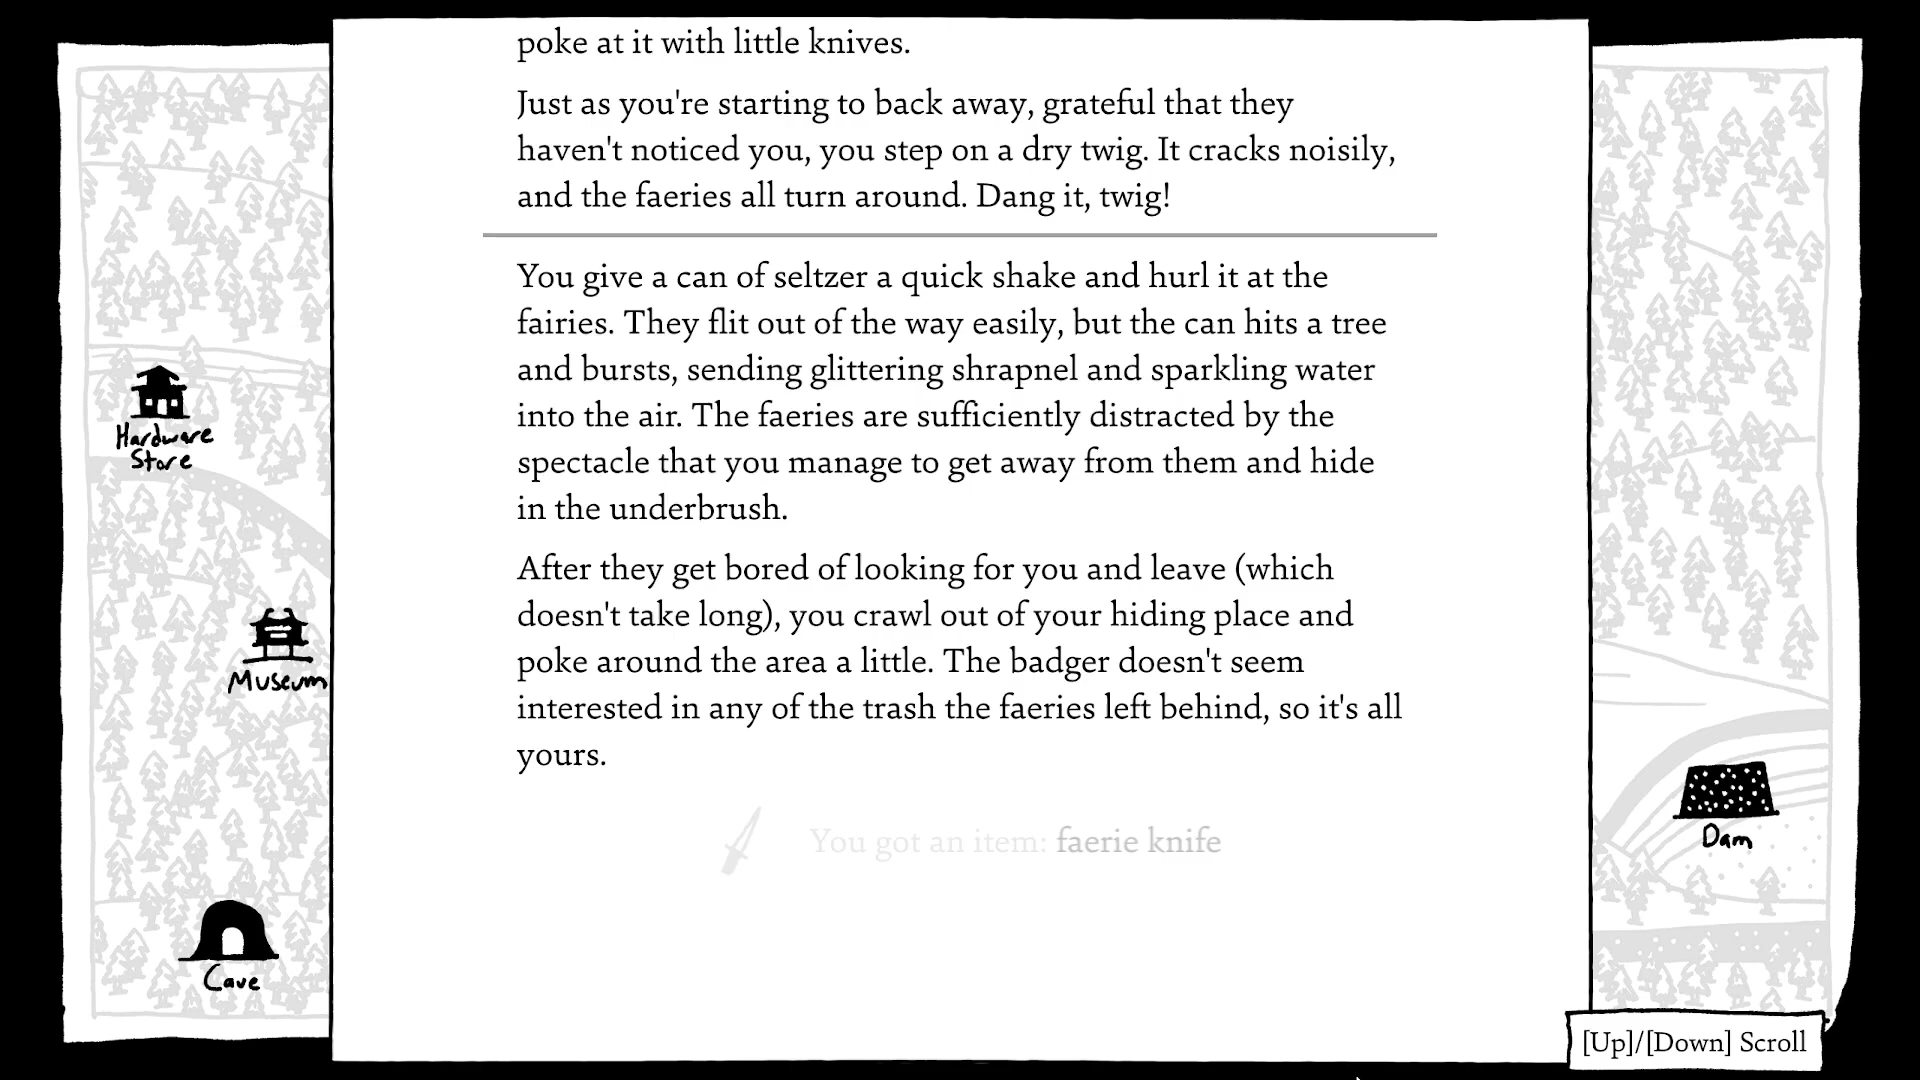 poke at it with little knives.
Just as you're starting to back away, grateful that they
haven't noticed you, you step on a dry twig. It cracks noisily,
and the faeries all turn around. Dang it, twig!
You give a can of seltzer a quick shake and hurl it at the
fairies. They flit out of the way easily, but the can hits a tree
and bursts, sending glittering shrapnel and sparkling water
into the air. The faeries are sufficiently distracted by the
spectacle that you manage to get away from them and hide
in the underbrush.
After they get bored of looking for you and leave (which
doesn't take long), you crawl out of your hiding place and
poke around the area a little. The badger doesn't seem
interested in any of the trash the faeries left behind, so it's all
yours.
You got an item: faerie knife
Hardware
Store
Museum
Cave
Dam
[Up]/[Down] Scroll